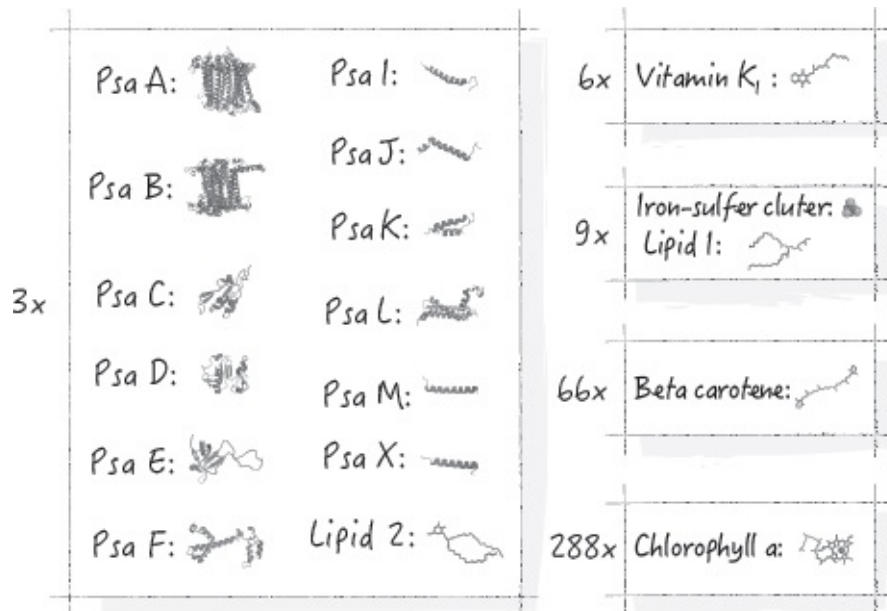 3x
Psa A:
Psa B:
Psa C:
Psa D:
Psa E:
Psa F:
Psa I:
Psa J:
Psa K:
Psa L:
Psa M:
Psa X:
Lipid 2:
6x Vitamin K1 :
9x
Iron-sulfer cluter:
Lipid 1:
66x Beta carotene:
288x Chlorophyll a: